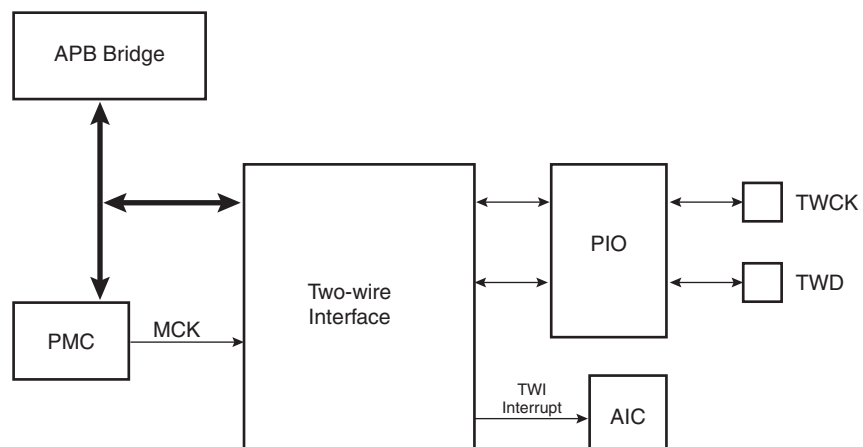 APB Bridge
TWCK
PIO
TWD
Two-wire
Interface
PMC
MCK
TWI
Interrupt
AIC